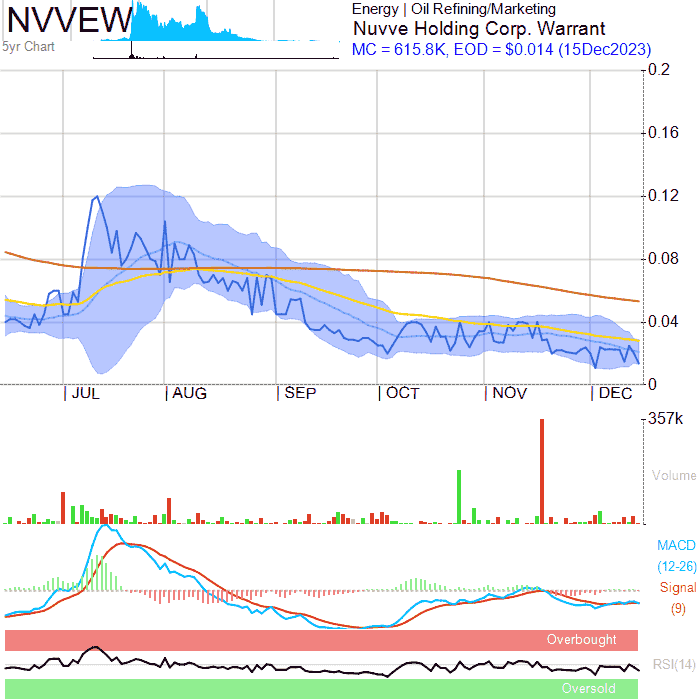 NVVEW
5yr Chart
Energy | Oil Refining/Marketing
Nuvve Holding Corp. Warrant
MC = 615.8K, EOD = $0.014 (15Dec2023)
0.2
0.16
0.12
0.08
0.04
0
JUL AUG SEP OCT NOV DEC
357k
Volume
MACD
(12-26)
Signal
(9)
Overbought
RSI(14)
Oversold